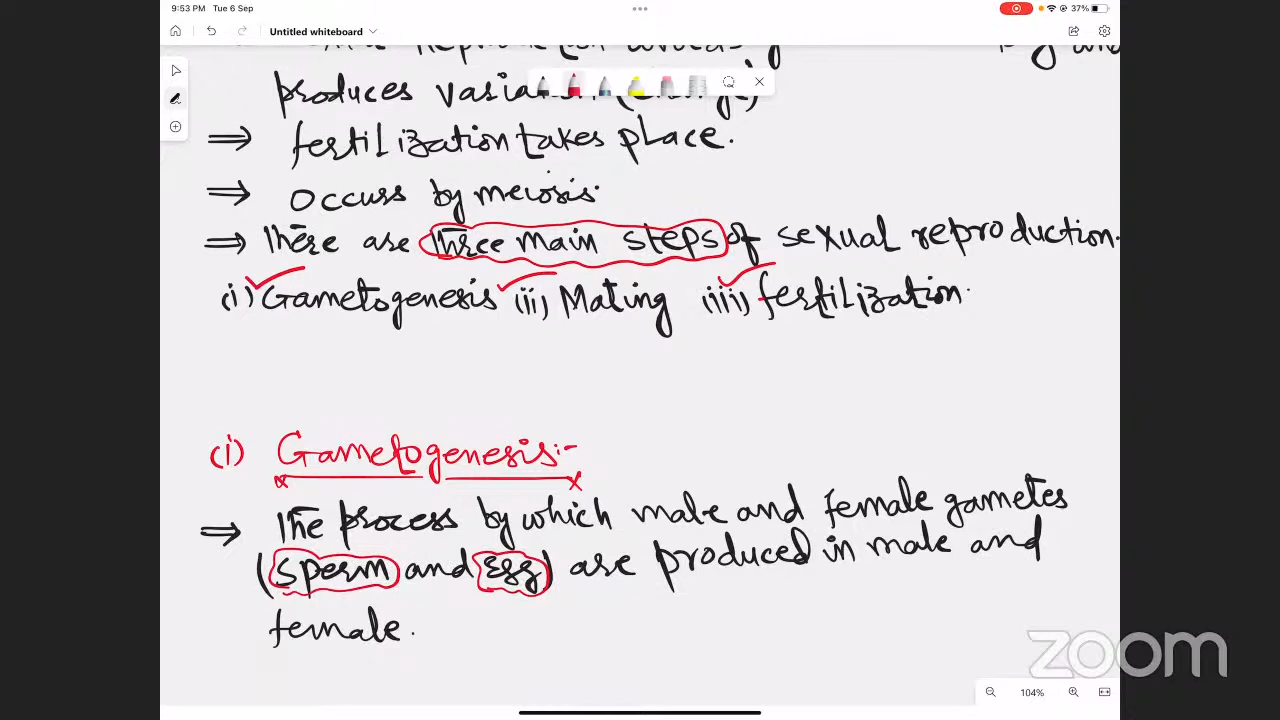 9:53 PM Tue 6 Sep
37%
Untitled whiteboard
produces variation
⇒ fertilization takes place.
⇒ occurs by meiosis.
⇒ There are three main steps of sexual reproduction.
(i) Gametogenesis (ii) Mating (iii) fertilization.
(i) Gametogenesis:-
⇒ The process by which male and female gametes
(sperm and Egg) are produced in male and
female.
zoom
104%